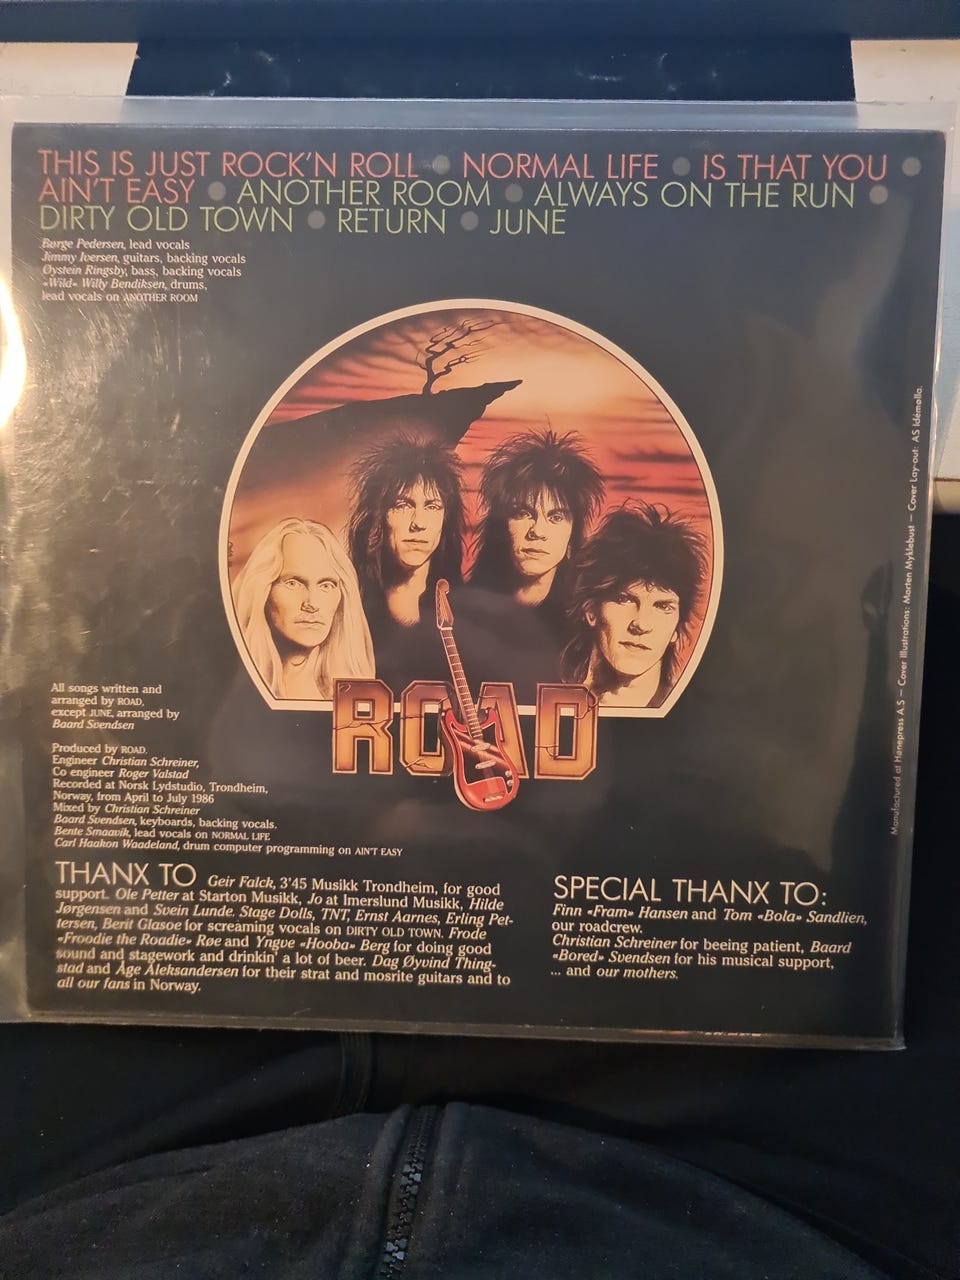 THIS IS JUST ROCK'N ROLL • NORMAL LIFE • IS THAT YOU •
AIN'T EASY • ANOTHER ROOM • ALWAYS ON THE RUN •
DIRTY OLD TOWN • RETURN • JUNE
Børge Pedersen, lead vocals
Jimmy Iversen, guitars, backing vocals
Øystein Ringsby, bass, backing vocals
«Wild» Willy Bendiksen, drums,
lead vocals on ANOTHER ROOM
ROAD
All songs written and
arranged by ROAD,
except JUNE, arranged by
Baard Svendsen
Produced by ROAD.
Engineer Christian Schreiner,
Co engineer Roger Valstad
Recorded at Norsk Lydstudio, Trondheim,
Norway, from April to July 1986
Mixed by Christian Schreiner
Baard Svendsen, keyboards, backing vocals.
Bente Smaavik, lead vocals on NORMAL LIFE
Carl Haakon Waadeland, drum computer programming on AIN'T EASY
THANX TO Geir Falck, 3'45 Musikk Trondheim, for good
support. Ole Petter at Starton Musikk, Jo at Imerslund Musikk, Hilde
Jørgensen and Svein Lunde. Stage Dolls, TNT, Ernst Aarnes, Erling Pet-
tersen, Berit Glasoe for screaming vocals on DIRTY OLD TOWN. Frode
«Froodie the Roadie» Røe and Yngve «Hooba» Berg for doing good
sound and stagework and drinkin' a lot of beer. Dag Øyvind Thing-
stad and Åge Aleksandersen for their strat and mosrite guitars and to
all our fans in Norway.
SPECIAL THANX TO:
Finn «Fram» Hansen and Tom «Bola» Sandlien,
our roadcrew.
Christian Schreiner for beeing patient, Baard
«Bored» Svendsen for his musical support,
... and our mothers.
Manufactured at Hønepress A.S — Cover Illustrations: Morten Myklebust — Cover Lay-out: AS Idémølla.